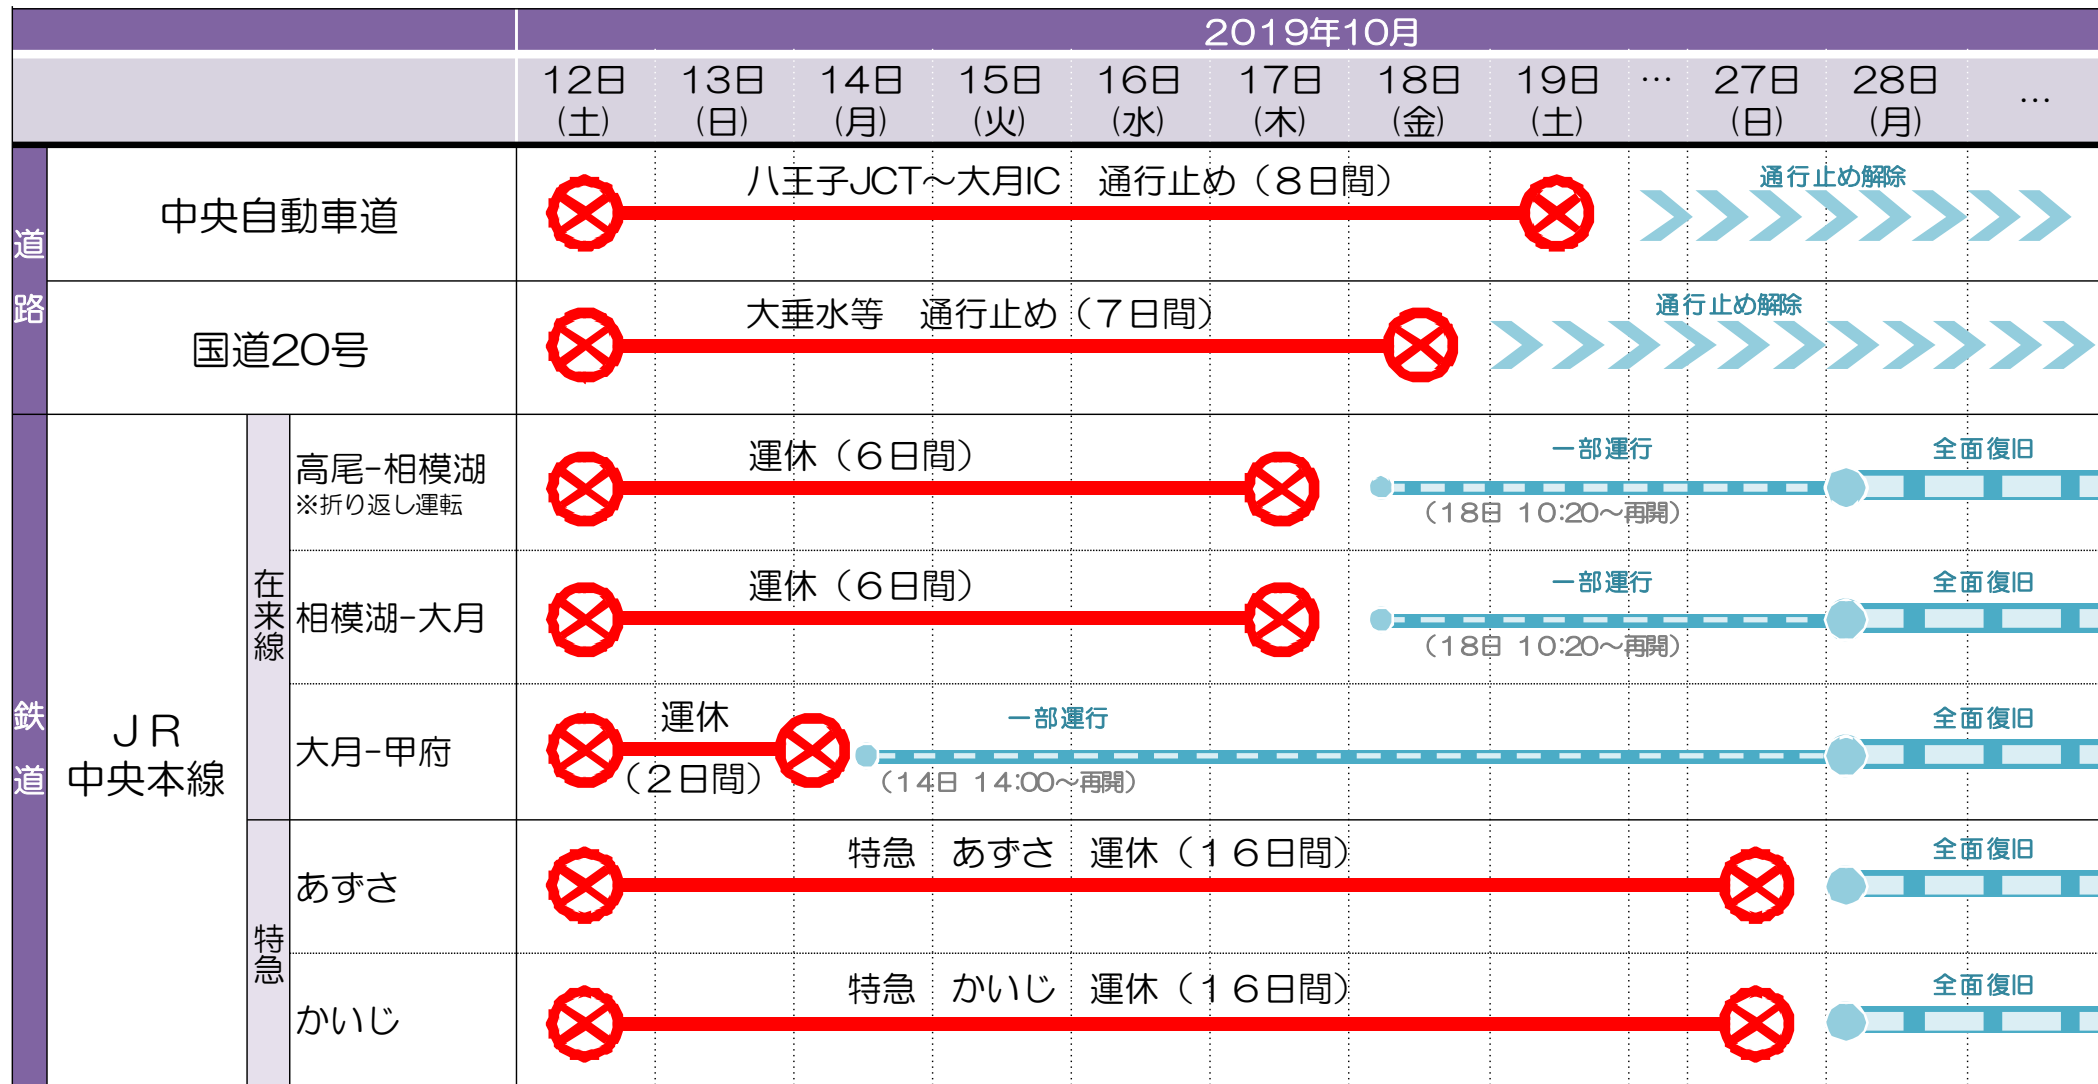 2019年10月
12日 13日 14日 15日 16日 17日 18日 19日 … 27日 28日 …
(土) (日) (月) (火) (水) (木) (金) (土) (日) (月)
道路
中央自動車道
八王子JCT～大月IC 通行止め（８日間）
通行止め解除
国道20号
大垂水等 通行止め（７日間）
通行止め解除
鉄道
ＪＲ
中央本線
在来線
高尾-相模湖
※折り返し運転
運休（６日間）
一部運行
（18日 10:20～再開）
全面復旧
相模湖-大月
運休（６日間）
一部運行
（18日 10:20～再開）
全面復旧
大月-甲府
運休
（２日間）
一部運行
（14日 14:00～再開）
全面復旧
特急
あずさ
特急 あずさ 運休（１６日間）
全面復旧
かいじ
特急 かいじ 運休（１６日間）
全面復旧